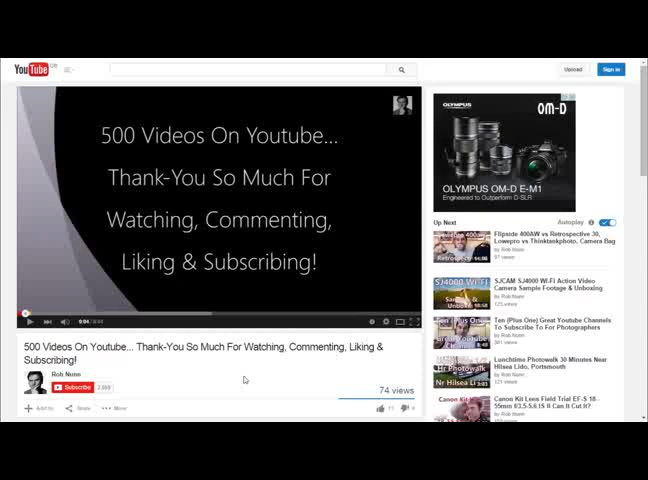 YouTube GB
Upload
Sign in
500 Videos On Youtube...
Thank-You So Much For
Watching, Commenting,
Liking & Subscribing!
500 Videos On Youtube... Thank-You So Much For Watching, Commenting, Liking &
Subscribing!
Rob Nunn
Subscribe
74 views
Add to
Share
More
11
OLYMPUS
OM-D
OLYMPUS OM-D E-M1
Engineered to Outperform D-SLR
Up Next
Autoplay
Flipside 400AW vs Retrospective 30,
Lowepro vs Thinktankphoto, Camera Bag
by Rob Nunn
97 views
SJCAM SJ4000 WI-FI Action Video
Camera Sample Footage & Unboxing
by Rob Nunn
Ten (Plus One) Great Youtube Channels
To Subscribe To For Photographers
by Rob Nunn
Lunchtime Photowalk 30 Minutes Near
Hilsea Lido, Portsmouth
by Rob Nunn
Canon Kit Lens Field Trial EF-S 18-
55mm f/3.5-5.6 IS II Can It Cut It?
by Rob Nunn